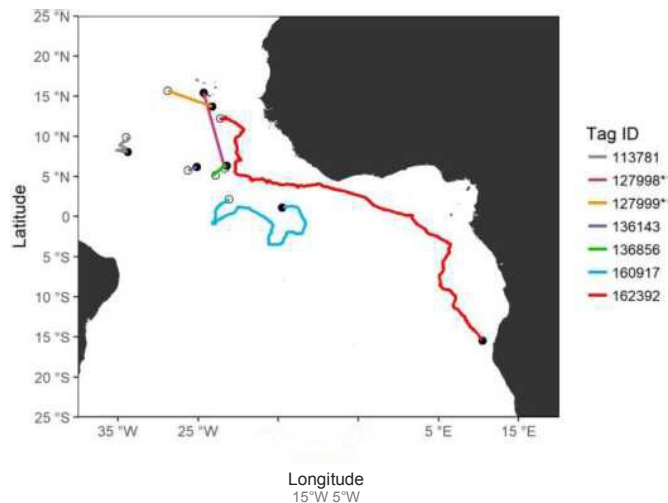 25 °N
20 °N
15 °N
10 °N
5 °N
0
5 °S
10 °S
15 °S
20 °S
25 °S
Latitude
35 °W 25 °W 5 °E 15 °E
Longitude
15°W 5°W
Tag ID
113781
127998*
127999*
136143
136856
160917
162392